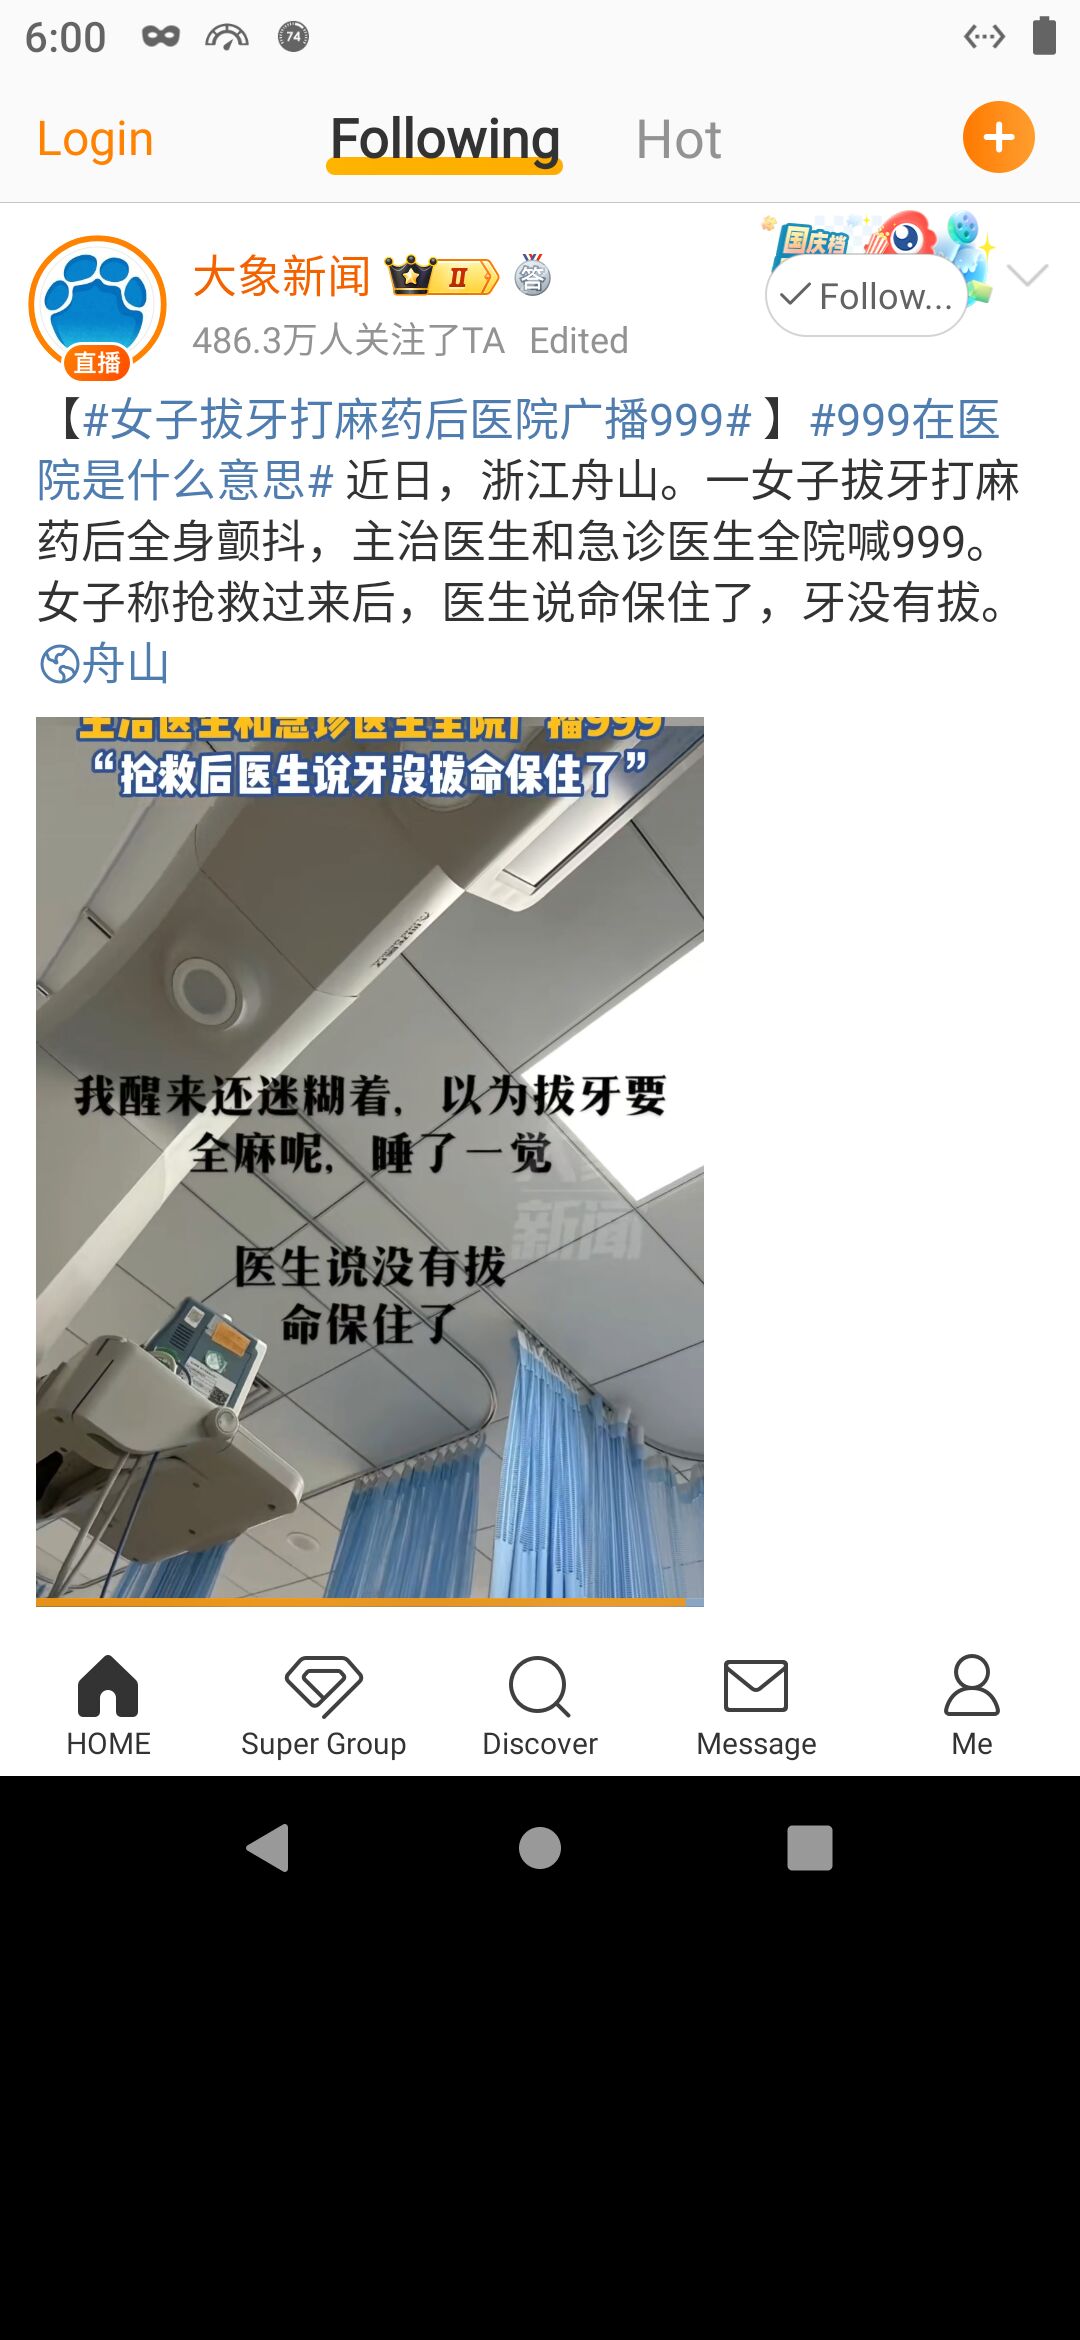 6:00
74
Login
Following
Hot
大象新闻
II
答
国庆档
Follow...
486.3万人关注了TA Edited
直播
【#女子拔牙打麻药后医院广播999#】#999在医
院是什么意思# 近日，浙江舟山。一女子拔牙打麻
药后全身颤抖，主治医生和急诊医生全院喊999。
女子称抢救过来后，医生说命保住了，牙没有拔。
舟山
主治医生和急诊医生全院广播999
“抢救后医生说牙没拔命保住了”
我醒来还迷糊着，以为拔牙要
全麻呢，睡了一觉
新闻
医生说没有拔
命保住了
HOME
Super Group
Discover
Message
Me